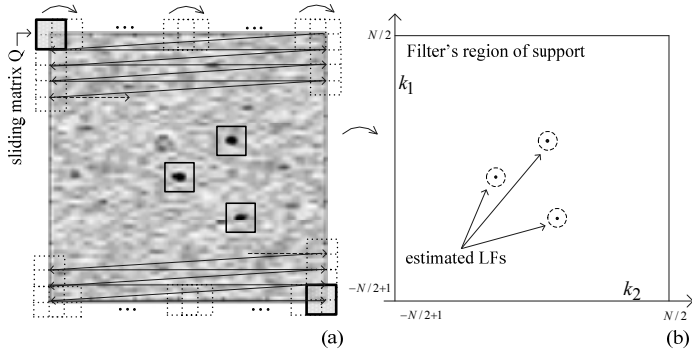 sliding matrix Q
...
...
...
...
(a)
N/2
Filter's region of support
k1
estimated LFs
k2
−N/2+1
−N/2+1
N/2
(b)